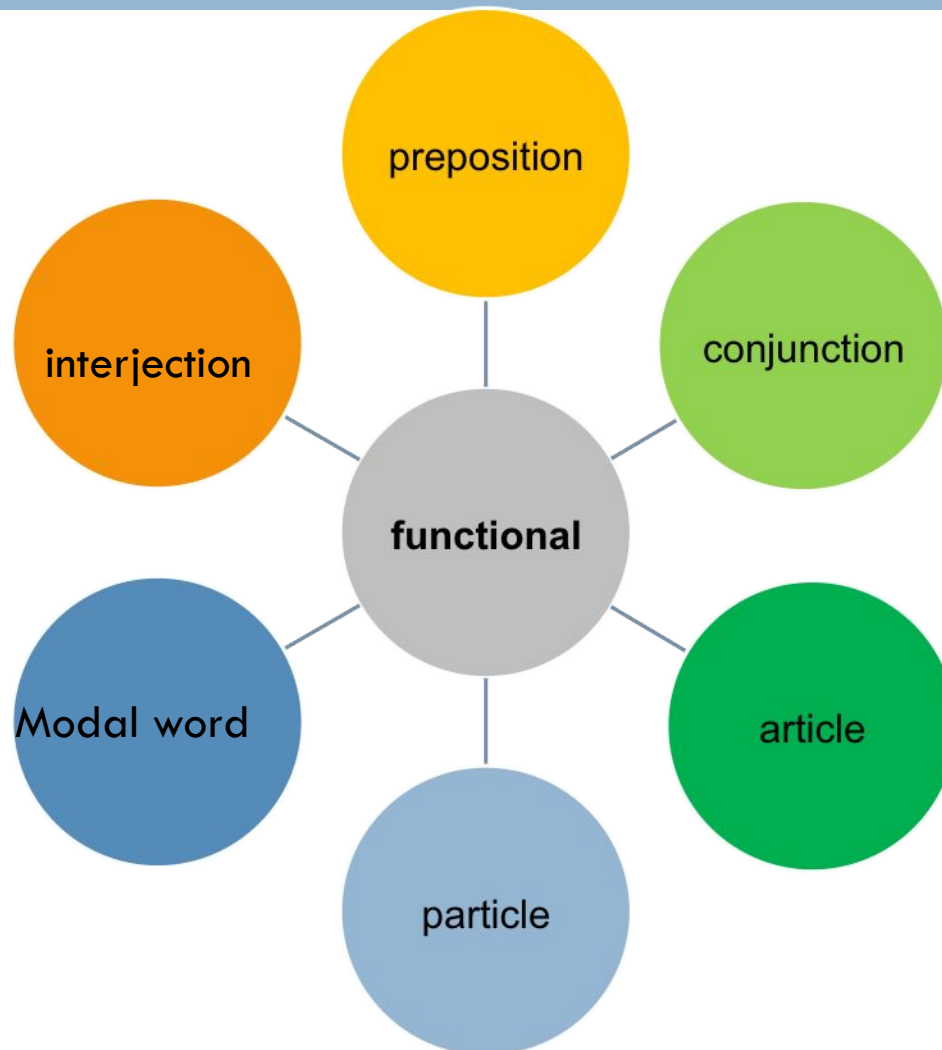 preposition
interjection
conjunction
functional
Modal word
article
particle